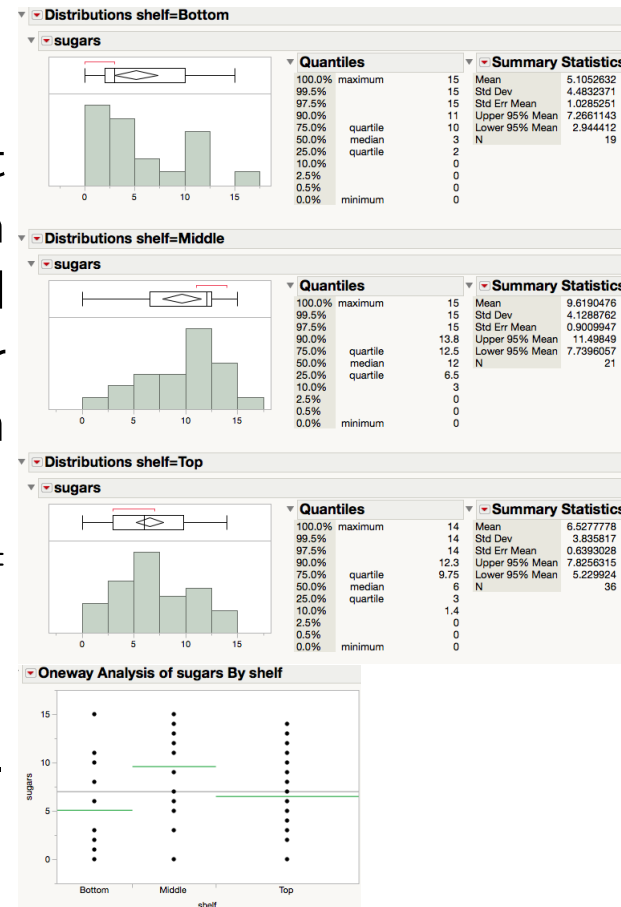 Distributions shelf=Bottom
sugars
0 5 10 15
Quantiles
100.0% maximum 15
99.5% 15
97.5% 15
90.0% 11
75.0% quartile 10
50.0% median 3
25.0% quartile 2
10.0% 0
2.5% 0
0.5% 0
0.0% minimum 0
Summary Statistics
Mean 5.1052632
Std Dev 4.4832371
Std Err Mean 1.0285251
Upper 95% Mean 7.2661143
Lower 95% Mean 2.944412
N 19
Distributions shelf=Middle
sugars
0 5 10 15
Quantiles
100.0% maximum 15
99.5% 15
97.5% 15
90.0% 13.8
75.0% quartile 12.5
50.0% median 12
25.0% quartile 6.5
10.0% 3
2.5% 0
0.5% 0
0.0% minimum 0
Summary Statistics
Mean 9.6190476
Std Dev 4.1288762
Std Err Mean 0.9009947
Upper 95% Mean 11.49849
Lower 95% Mean 7.7396057
N 21
Distributions shelf=Top
sugars
0 5 10 15
Quantiles
100.0% maximum 14
99.5% 14
97.5% 14
90.0% 12.3
75.0% quartile 9.75
50.0% median 6
25.0% quartile 3
10.0% 1.4
2.5% 0
0.5% 0
0.0% minimum 0
Summary Statistics
Mean 6.5277778
Std Dev 3.835817
Std Err Mean 0.6393028
Upper 95% Mean 7.8256315
Lower 95% Mean 5.229924
N 36
Oneway Analysis of sugars By shelf
sugars
15
10
5
0
Bottom Middle Top
shelf